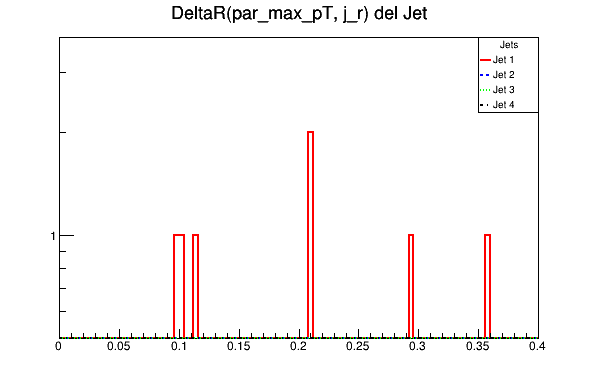 DeltaR(par_max_pT, j_r) del Jet
Jets
Jet 1
Jet 2
Jet 3
Jet 4
1
0 0.05 0.1 0.15 0.2 0.25 0.3 0.35 0.4